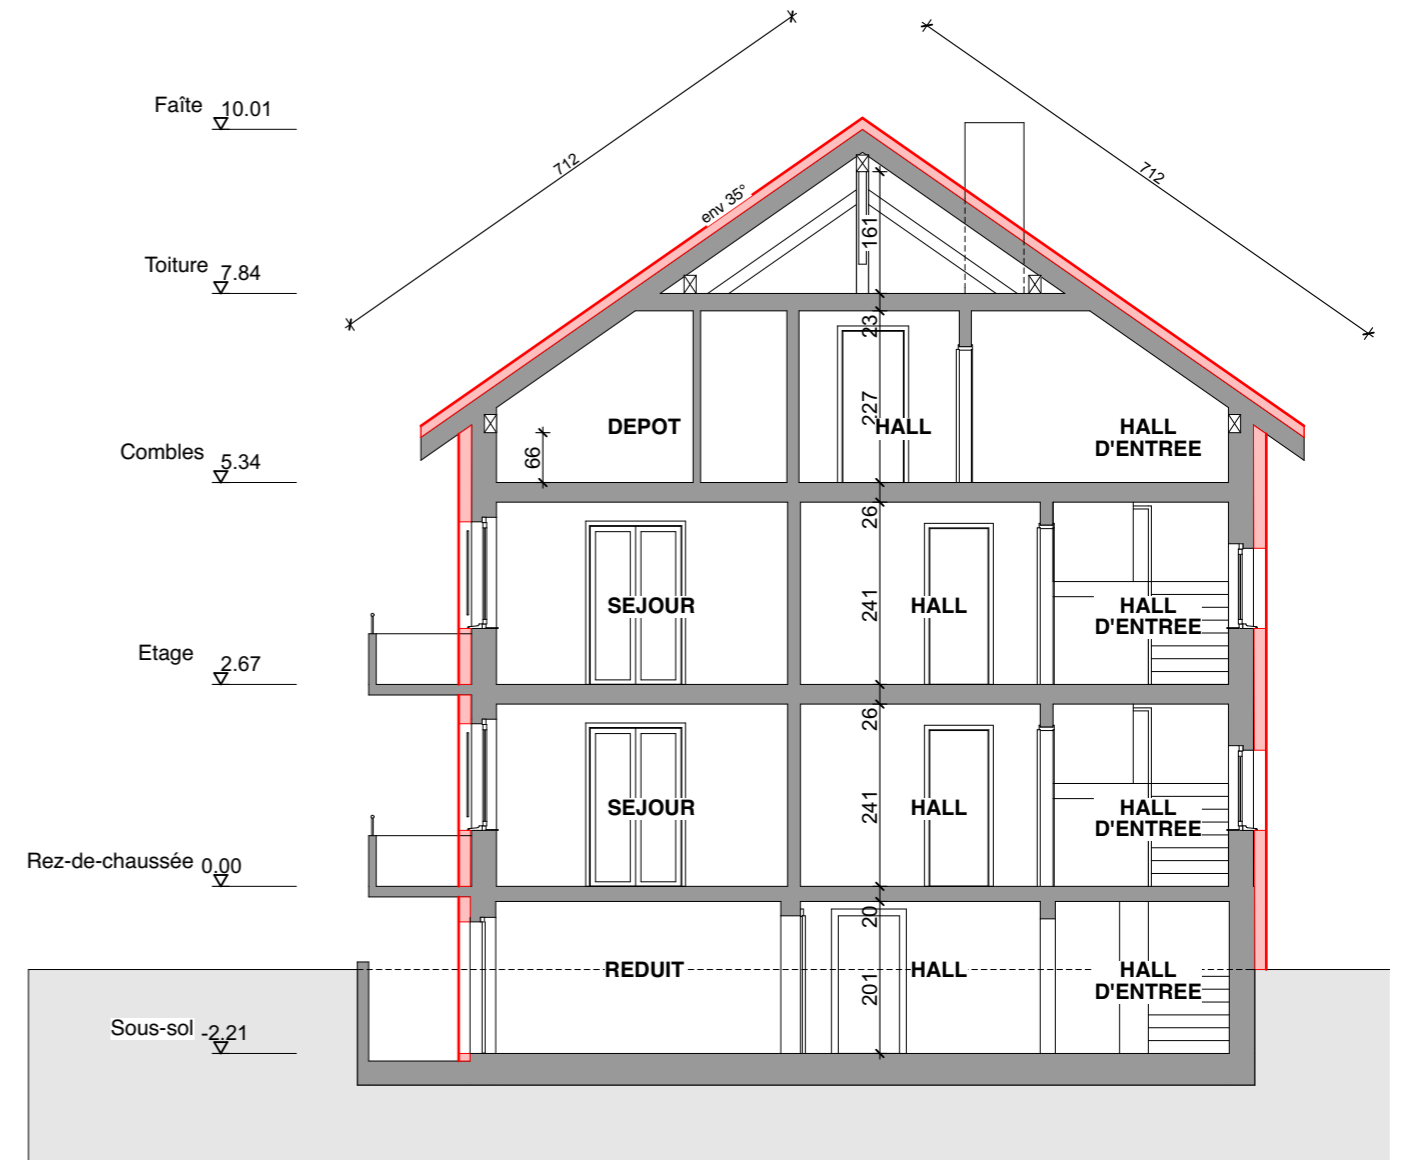 712
712
Faîte 10.01
env 35°
161
Toiture 7.84
23
227
DEPOT
HALL
HALL
D'ENTREE
Combles 5.34
66
26
SEJOUR
241
HALL
HALL
D'ENTREE
Etage 2.67
26
SEJOUR
241
HALL
HALL
D'ENTREE
Rez-de-chaussée 0.00
20
REDUIT
201
HALL
HALL
D'ENTREE
Sous-sol -2.21